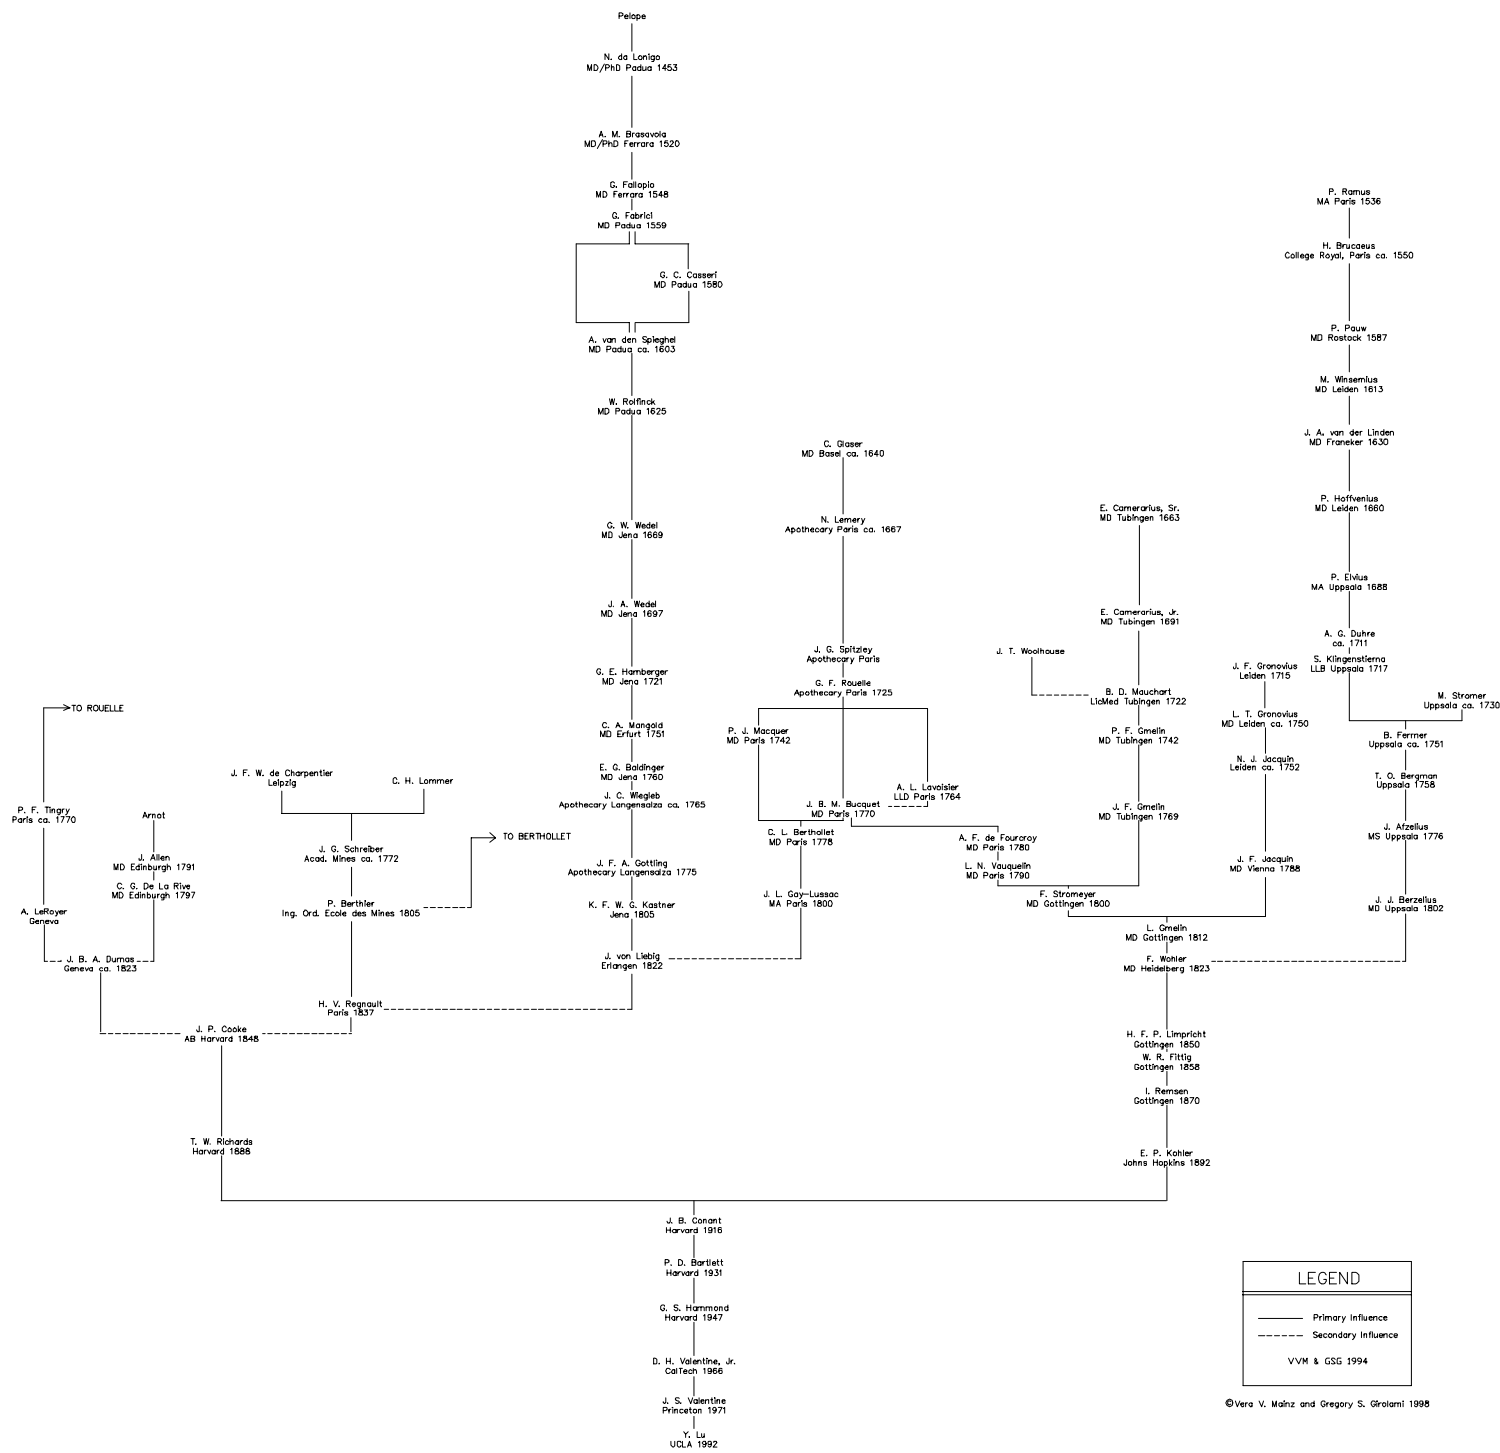 Pelope
N. da Lonigo
MD/PhD Padua 1453
A. M. Brasavola
MD/PhD Ferrara 1520
G. Fallopio
MD Ferrara 1548
G. Fabrici
MD Padua 1559
G. C. Casseri
MD Padua 1580
A. van den Spieghel
MD Padua ca. 1603
W. Rolfinck
MD Padua 1625
G. W. Wedel
MD Jena 1669
J. A. Wedel
MD Jena 1697
G. E. Hamberger
MD Jena 1721
C. A. Mangold
MD Erfurt 1751
E. G. Baldinger
MD Jena 1760
J. C. Wiegleb
Apothecary Langensalza ca. 1765
J. F. A. Gottling
Apothecary Langensalza 1775
K. F. W. G. Kastner
Jena 1805
J. von Liebig
Erlangen 1822
TO ROUELLE
P. F. Tingry
Paris ca. 1770
A. LeRoyer
Geneva
Arnot
J. Allen
MD Edinburgh 1791
C. G. De La Rive
MD Edinburgh 1797
J. B. A. Dumas
Geneva ca. 1823
J. F. W. de Charpentier
Leipzig
C. H. Lommer
J. G. Schreiber
Acad. Mines ca. 1772
TO BERTHOLLET
P. Berthier
Ing. Ord. Ecole des Mines 1805
H. V. Regnault
Paris 1837
J. P. Cooke
AB Harvard 1848
T. W. Richards
Harvard 1888
C. Glaser
MD Basel ca. 1640
N. Lemery
Apothecary Paris ca. 1667
J. G. Spitzley
Apothecary Paris
G. F. Rouelle
Apothecary Paris 1725
P. J. Macquer
MD Paris 1742
A. L. Lavoisier
LLD Paris 1764
J. B. M. Bucquet
MD Paris 1770
C. L. Berthollet
MD Paris 1778
J. L. Gay-Lussac
MA Paris 1800
A. F. de Fourcroy
MD Paris 1780
L. N. Vauquelin
MD Paris 1790
E. Camerarius, Sr.
MD Tubingen 1663
E. Camerarius, Jr.
MD Tubingen 1691
J. T. Woolhouse
B. D. Mauchart
LicMed Tubingen 1722
P. F. Gmelin
MD Tubingen 1742
J. F. Gmelin
MD Tubingen 1769
F. Stromeyer
MD Gottingen 1800
J. F. Gronovius
Leiden 1715
L. T. Gronovius
MD Leiden ca. 1750
N. J. Jacquin
Leiden ca. 1752
J. F. Jacquin
MD Vienna 1788
L. Gmelin
MD Gottingen 1812
F. Wohler
MD Heidelberg 1823
P. Ramus
MA Paris 1536
H. Brucaeus
College Royal, Paris ca. 1550
P. Pauw
MD Rostock 1587
M. Winsemius
MD Leiden 1613
J. A. van der Linden
MD Franeker 1630
P. Hoffvenius
MD Leiden 1660
P. Elvius
MA Uppsala 1688
A. G. Duhre
ca. 1711
S. Klingenstierna
LLB Uppsala 1717
M. Stromer
Uppsala ca. 1730
B. Ferrner
Uppsala ca. 1751
T. O. Bergman
Uppsala 1758
J. Afzelius
MS Uppsala 1776
J. J. Berzelius
MD Uppsala 1802
H. F. P. Limpricht
Gottingen 1850
W. R. Fittig
Gottingen 1858
I. Remsen
Gottingen 1870
E. P. Kohler
Johns Hopkins 1892
J. B. Conant
Harvard 1916
P. D. Bartlett
Harvard 1931
G. S. Hammond
Harvard 1947
D. H. Valentine, Jr.
CalTech 1966
J. S. Valentine
Princeton 1971
Y. Lu
UCLA 1992
LEGEND
Primary Influence
Secondary Influence
VVM & GSG 1994
©Vera V. Mainz and Gregory S. Girolami 1998